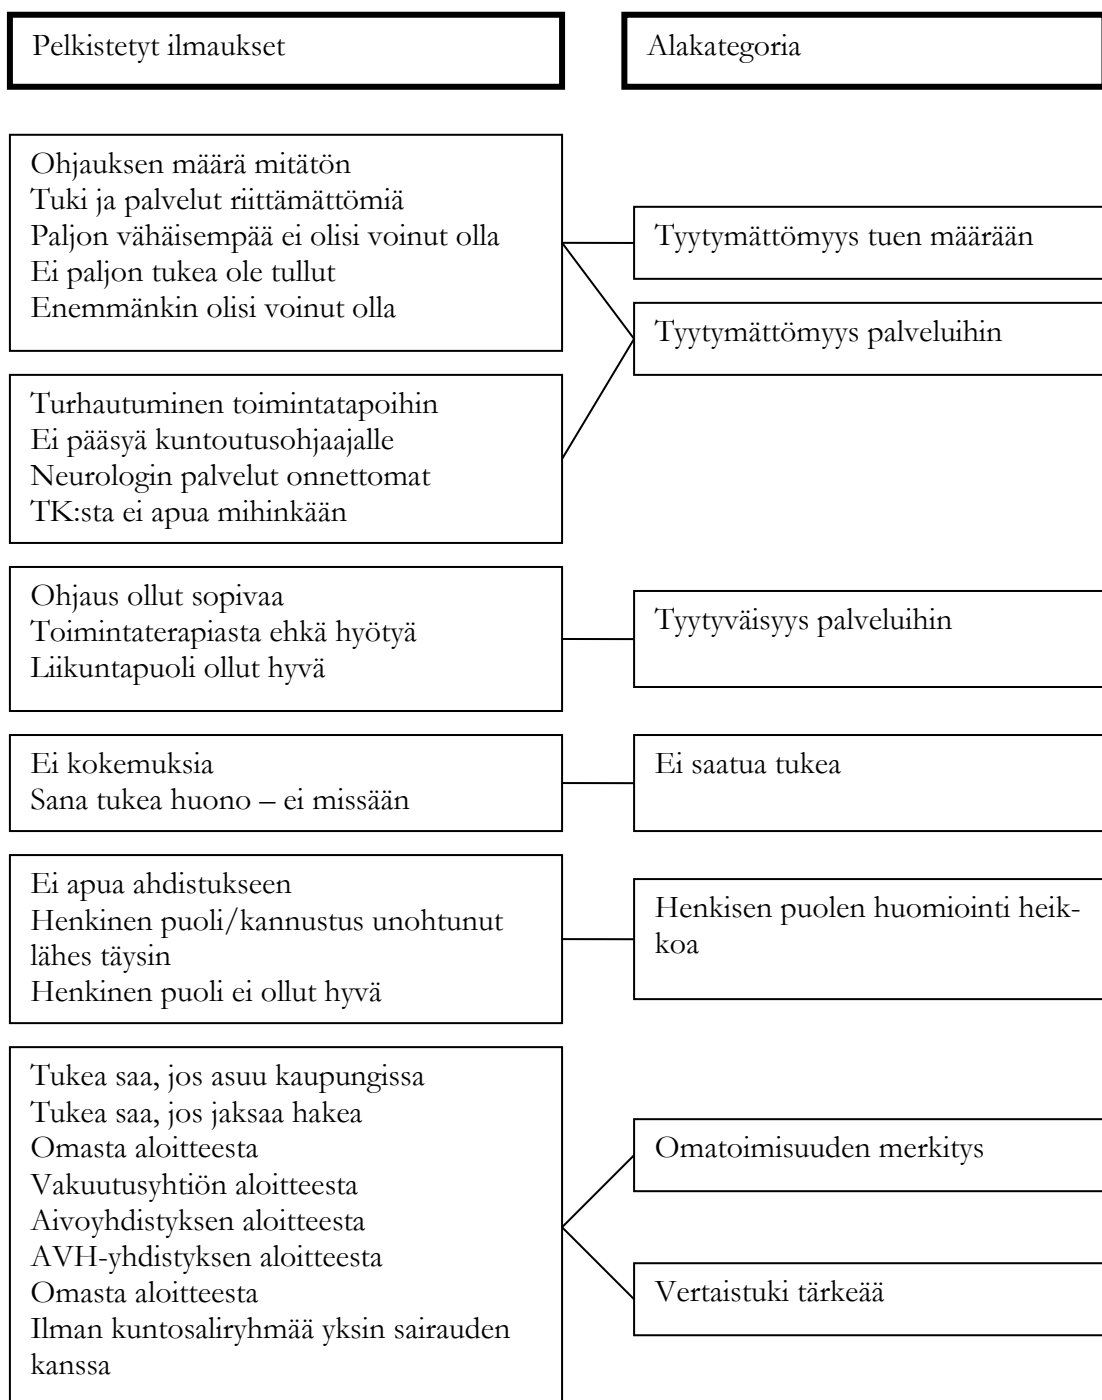 Pelkistetyt ilmaukset
Alakategoria
Ohjauksen määrä mitätön
Tuki ja palvelut riittämättömiä
Paljon vähäisempää ei olisi voinut olla
Ei paljon tukea ole tullut
Enemmänkin olisi voinut olla
Tyytymättömyys tuen määrään
Tyytymättömyys palveluihin
Turhautuminen toimintatapoihin
Ei pääsyä kuntoutusohjaajalle
Neurologin palvelut onnettomat
TK:sta ei apua mihinkään
Ohjaus ollut sopivaa
Toimintaterapiasta ehkä hyötyä
Liikuntapuoli ollut hyvä
Tyytyväisyys palveluihin
Ei kokemuksia
Sana tukea huono – ei missään
Ei saatua tukea
Ei apua ahdistukseen
Henkinen puoli/kannustus unohtunut
lähes täysin
Henkinen puoli ei ollut hyvä
Henkisen puolen huomiointi heik-
koa
Tukea saa, jos asuu kaupungissa
Tukea saa, jos jaksaa hakea
Omasta aloitteesta
Vakuutusyhtiön aloitteesta
Aivoyhdistyksen aloitteesta
AVH-yhdistyksen aloitteesta
Omasta aloitteesta
Ilman kuntosaliryhmää yksin sairauden
kanssa
Omatoimisuuden merkitys
Vertaistuki tärkeää